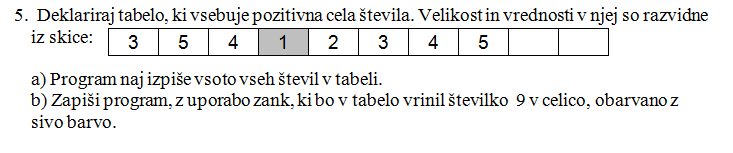 5. Deklariraj tabelo, ki vsebuje pozitivna cela števila. Velikost in vrednosti v njej so razvidne
iz skice: 3 5 4 1 2 3 4 5
a) Program naj izpiše vsoto vseh števil v tabeli.
b) Zapiši program, z uporabo zank, ki bo v tabelo vrinil številko 9 v celico, obarvano z
sivo barvo.